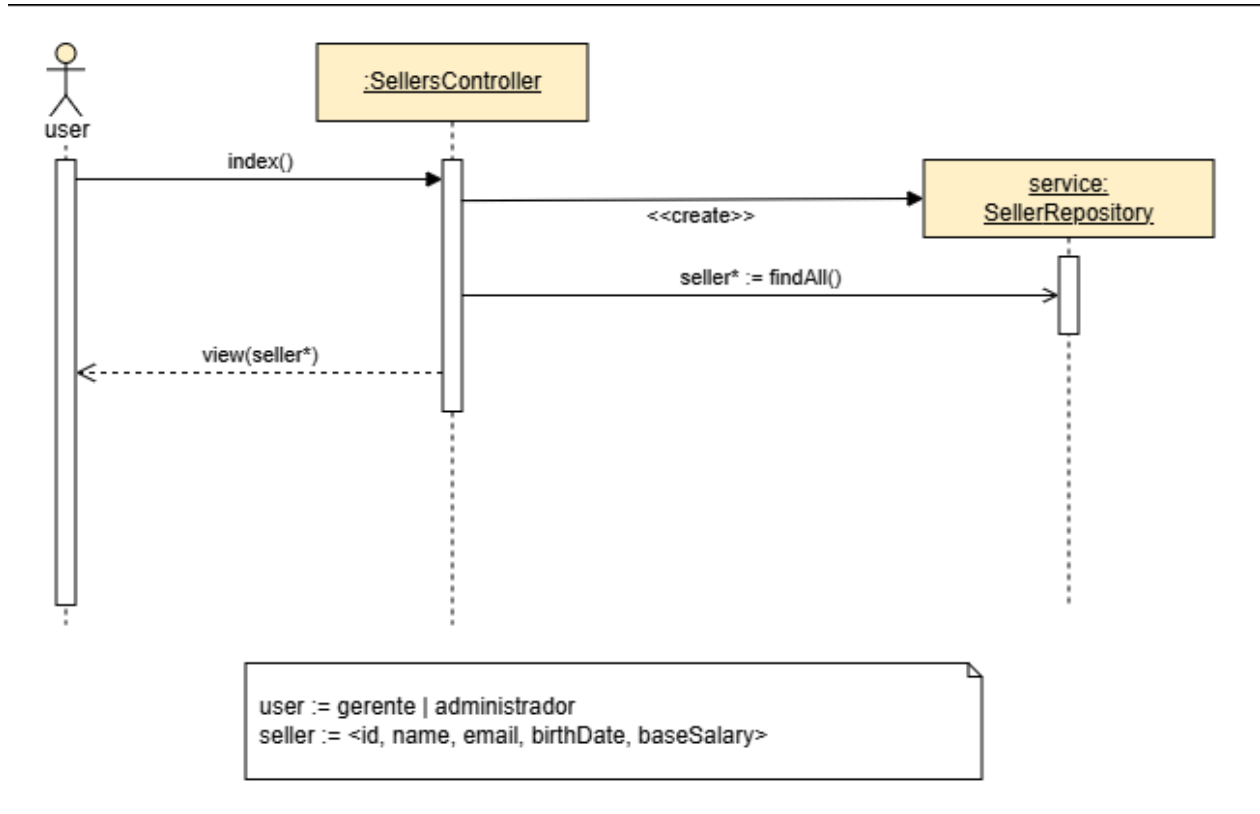 user
:SellersController
index()
service:
SellerRepository
<<create>>
seller* := findAll()
view(seller*)
user := gerente | administrador
seller := <id, name, email, birthDate, baseSalary>